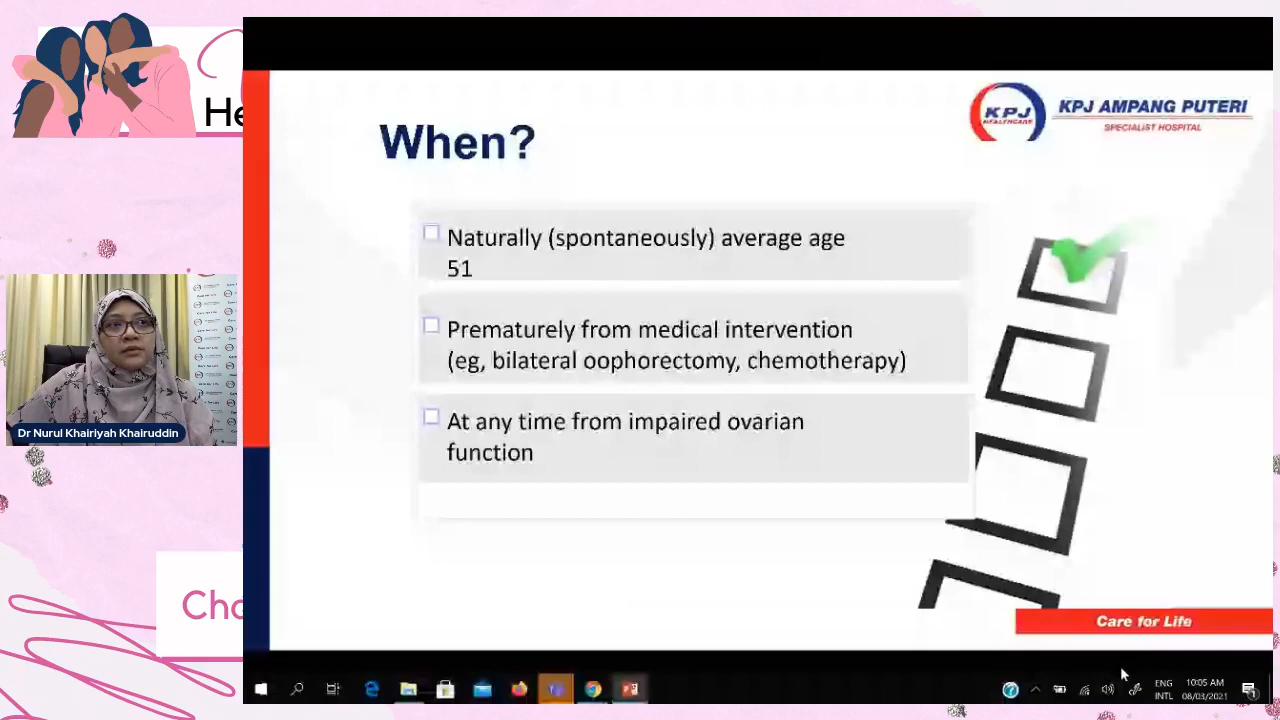 He
When?
KPJ
HEALTHCARE
KPJ AMPANG PUTERI
SPECIALIST HOSPITAL
Naturally (spontaneously) average age
51
Prematurely from medical intervention
(eg, bilateral oophorectomy, chemotherapy)
At any time from impaired ovarian
function
Dr Nurul Khairiyah Khairuddin
Cho
Care for Life
ENG
INTL
10:05 AM
08/03/2021